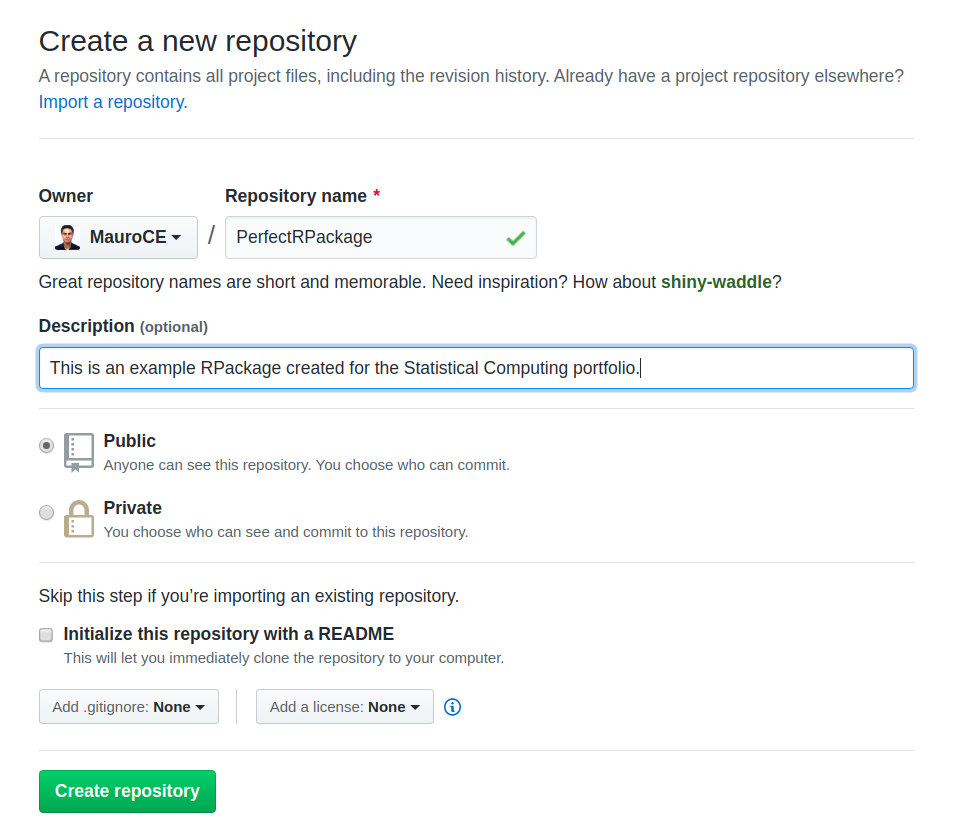 Create a new repository
A repository contains all project files, including the revision history. Already have a project repository elsewhere?
Import a repository.
Owner
Repository name *
MauroCE / PerfectRPackage
Great repository names are short and memorable. Need inspiration? How about shiny-waddle?
Description (optional)
This is an example RPackage created for the Statistical Computing portfolio.
Public
Anyone can see this repository. You choose who can commit.
Private
You choose who can see and commit to this repository.
Skip this step if you’re importing an existing repository.
Initialize this repository with a README
This will let you immediately clone the repository to your computer.
Add .gitignore: None
Add a license: None
Create repository